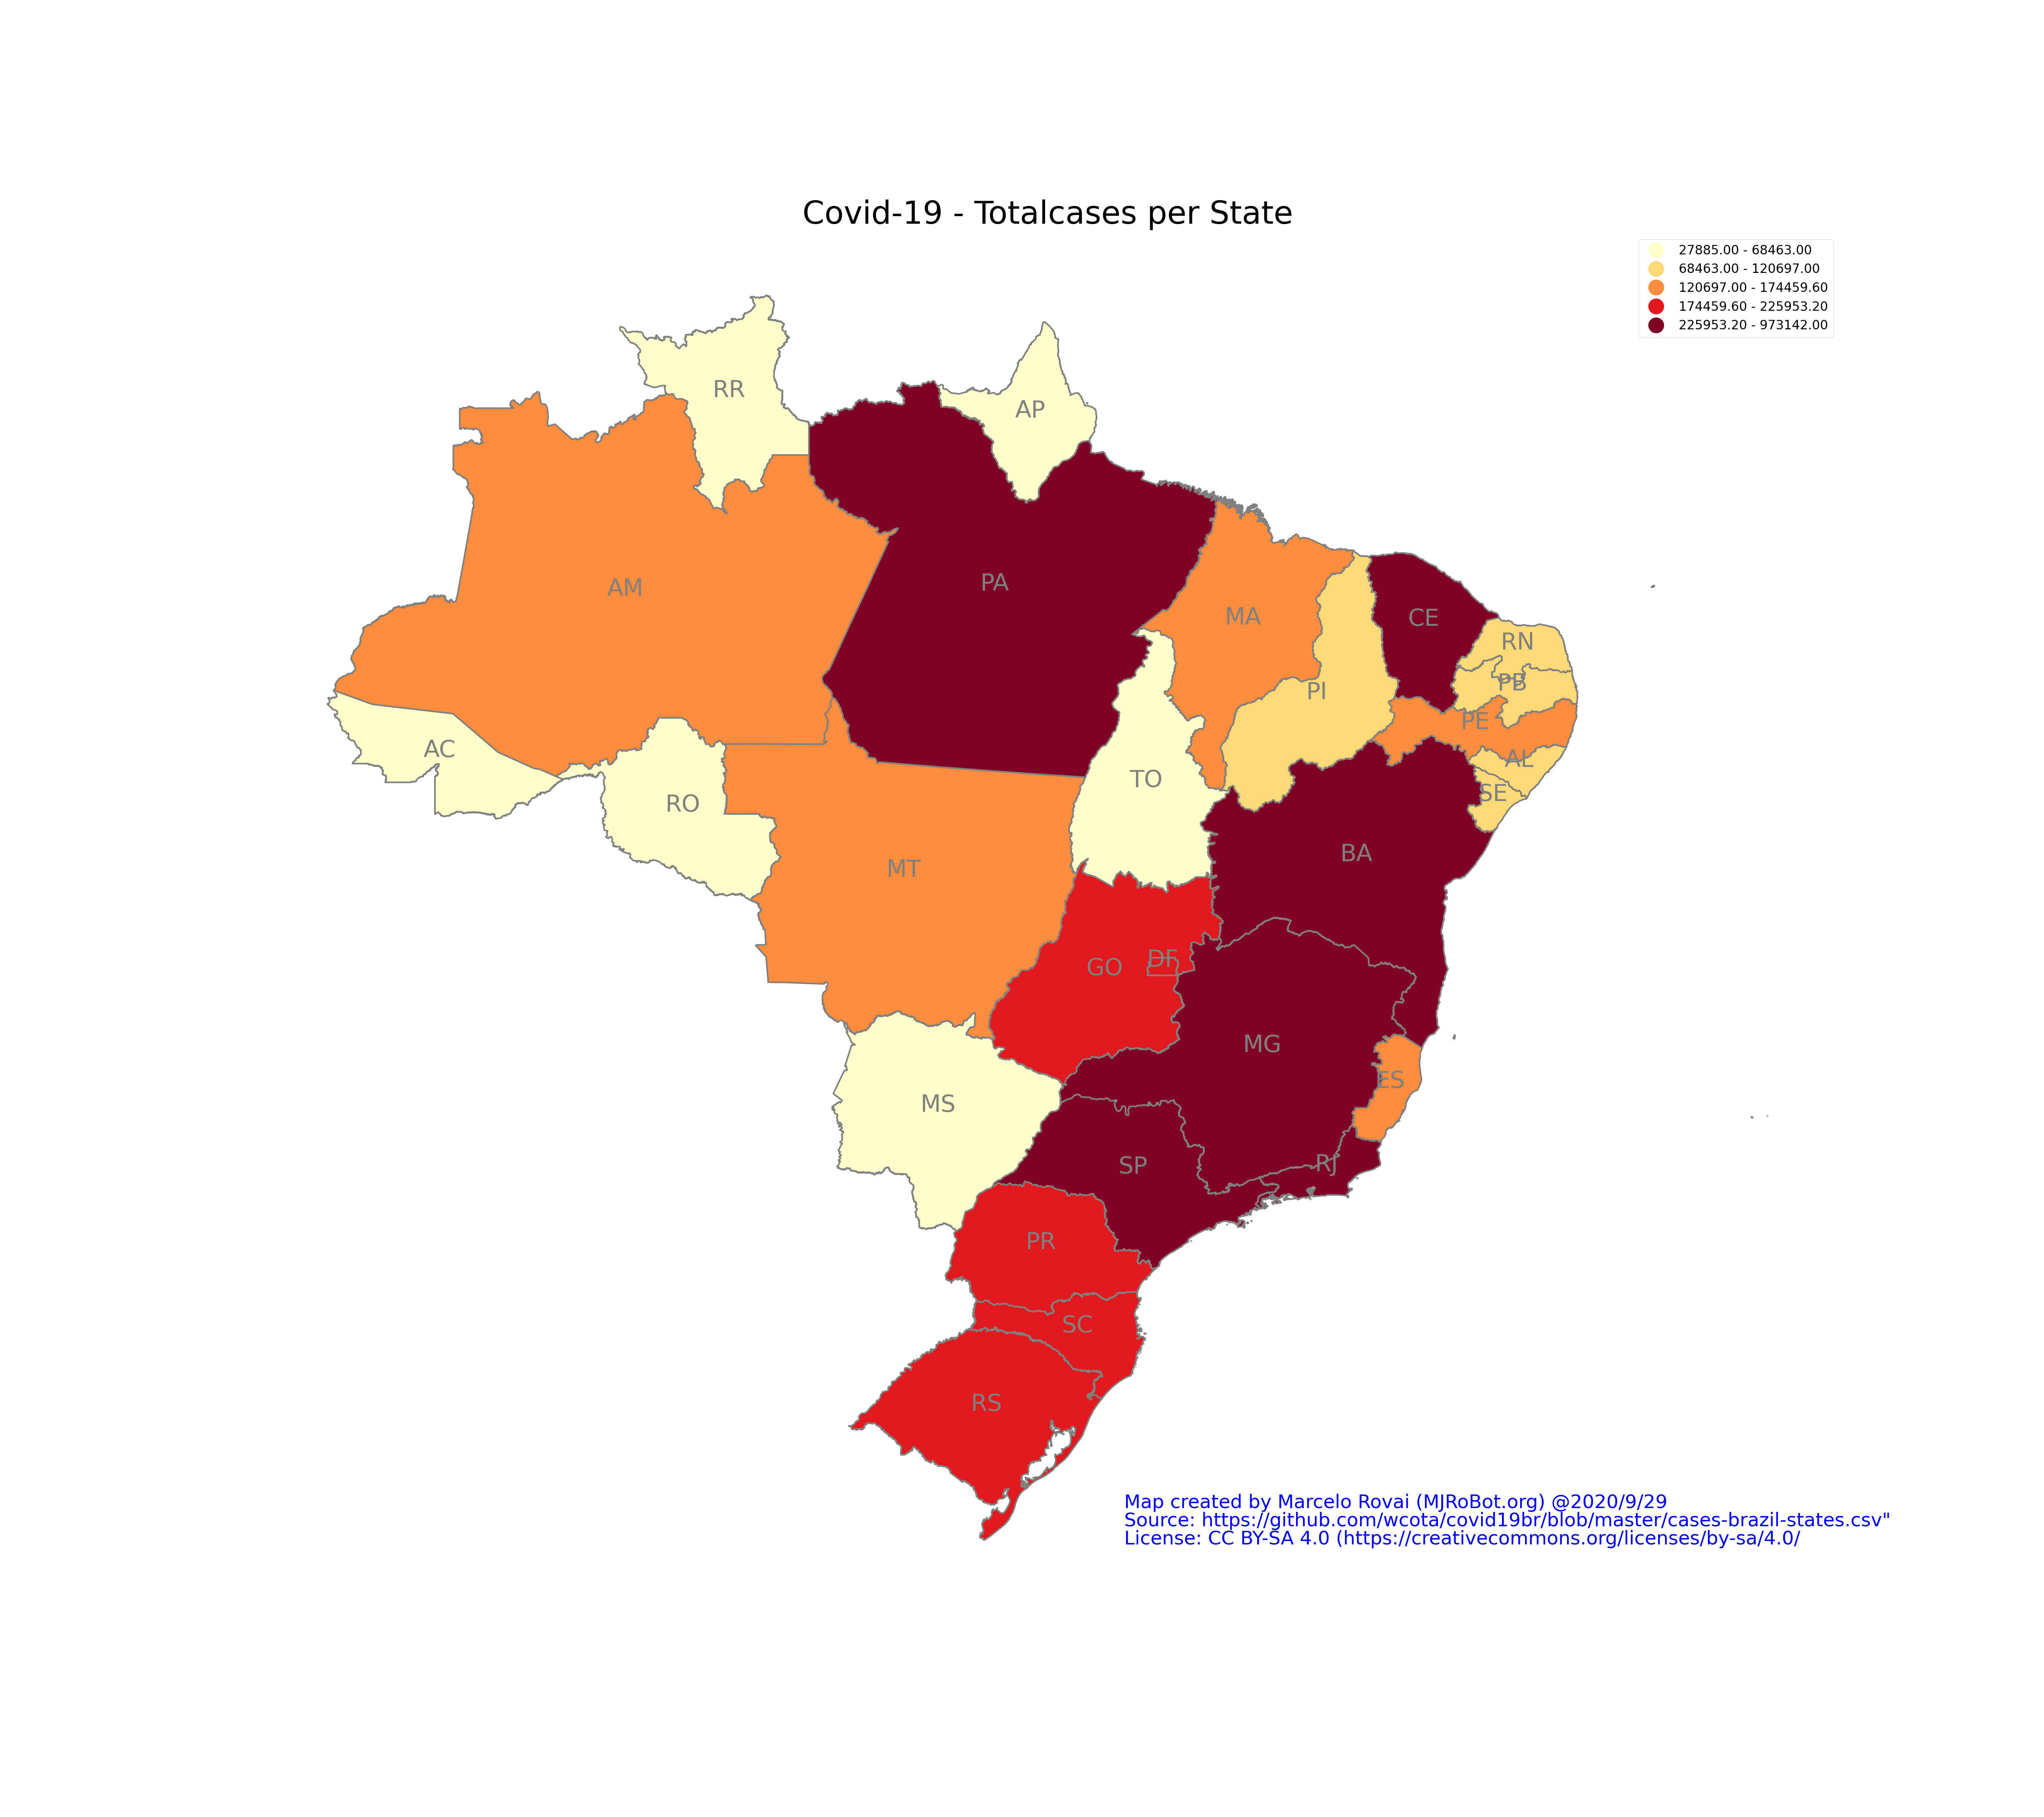 Covid-19 - Totalcases per State
27885.00 - 68463.00
68463.00 - 120697.00
120697.00 - 174459.60
174459.60 - 225953.20
225953.20 - 973142.00
RR
AP
AM
PA
MA
CE
RN
PB
PI
PE
AC
AL
TO
SE
RO
BA
MT
DF
GO
MG
ES
MS
RJ
SP
PR
SC
RS
Map created by Marcelo Rovai (MJRoBot.org) @2020/9/29
Source: https://github.com/wcota/covid19br/blob/master/cases-brazil-states.csv"
License: CC BY-SA 4.0 (https://creativecommons.org/licenses/by-sa/4.0/